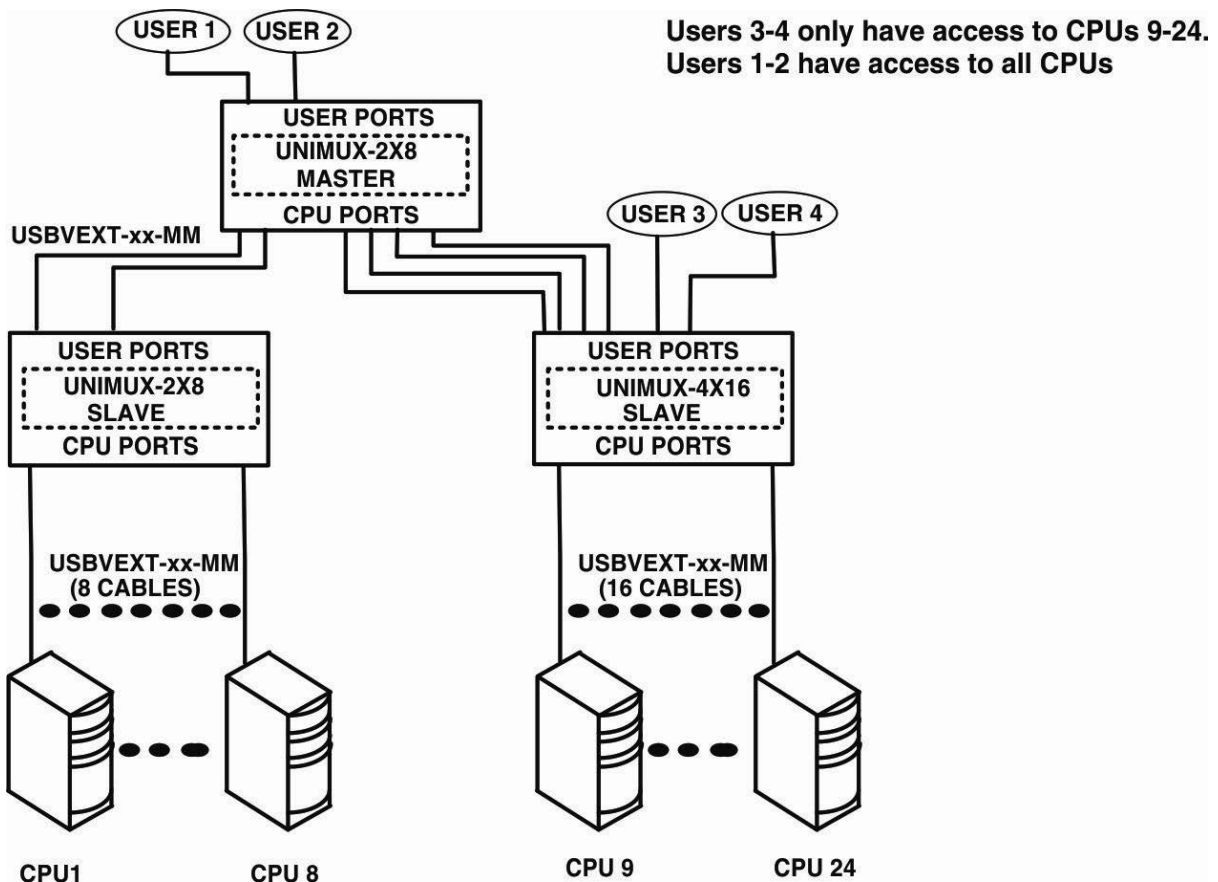 USER 1
USER 2
Users 3-4 only have access to CPUs 9-24.
Users 1-2 have access to all CPUs
USER PORTS
UNIMUX-2X8
MASTER
CPU PORTS
USER 3
USER 4
USBVEXT-xx-MM
USER PORTS
UNIMUX-2X8
SLAVE
CPU PORTS
USER PORTS
UNIMUX-4X16
SLAVE
CPU PORTS
USBVEXT-xx-MM
(8 CABLES)
USBVEXT-xx-MM
(16 CABLES)
CPU1
CPU 8
CPU 9
CPU 24